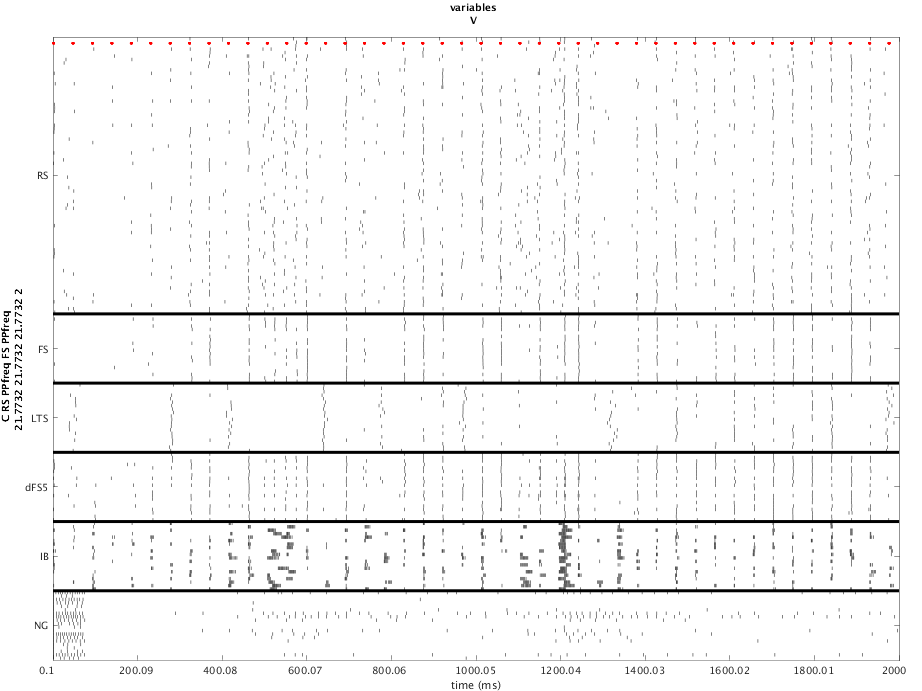 variables
V
C RS PPfreq FS PPfreq
21.7732 21.7732 21.7732 2
RS
FS
LTS
dFS5
IB
NG
0.1 200.09 400.08 600.07 800.06 1000.05 1200.04 1400.03 1600.02 1800.01 2000
time (ms)